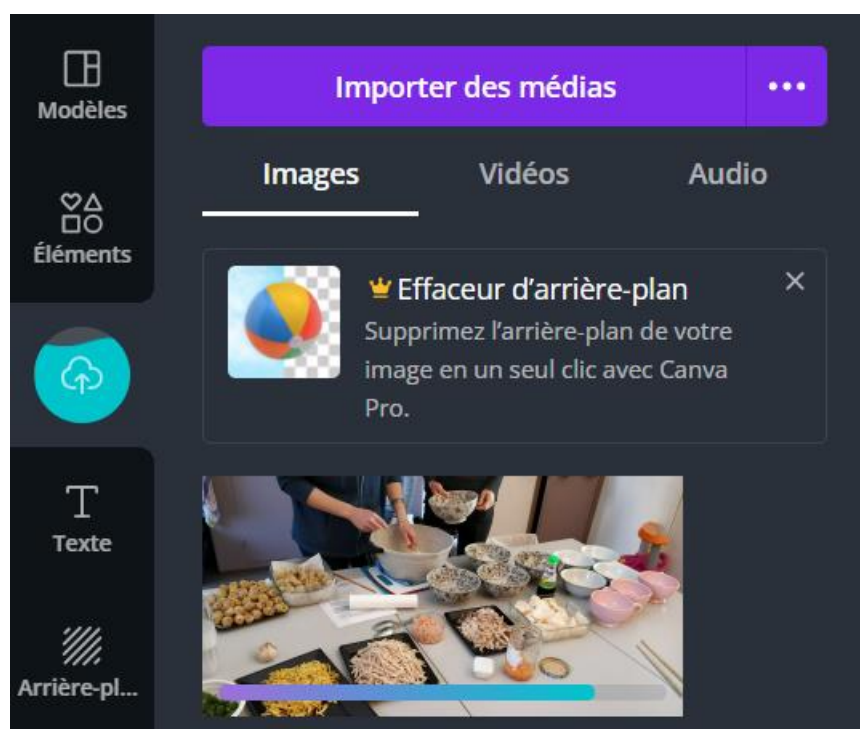 Modèles
Éléments
Texte
Arrière-pl...
Importer des médias
Images Vidéos Audio
Effaceur d'arrière-plan
Supprimez l'arrière-plan de votre
image en un seul clic avec Canva
Pro.